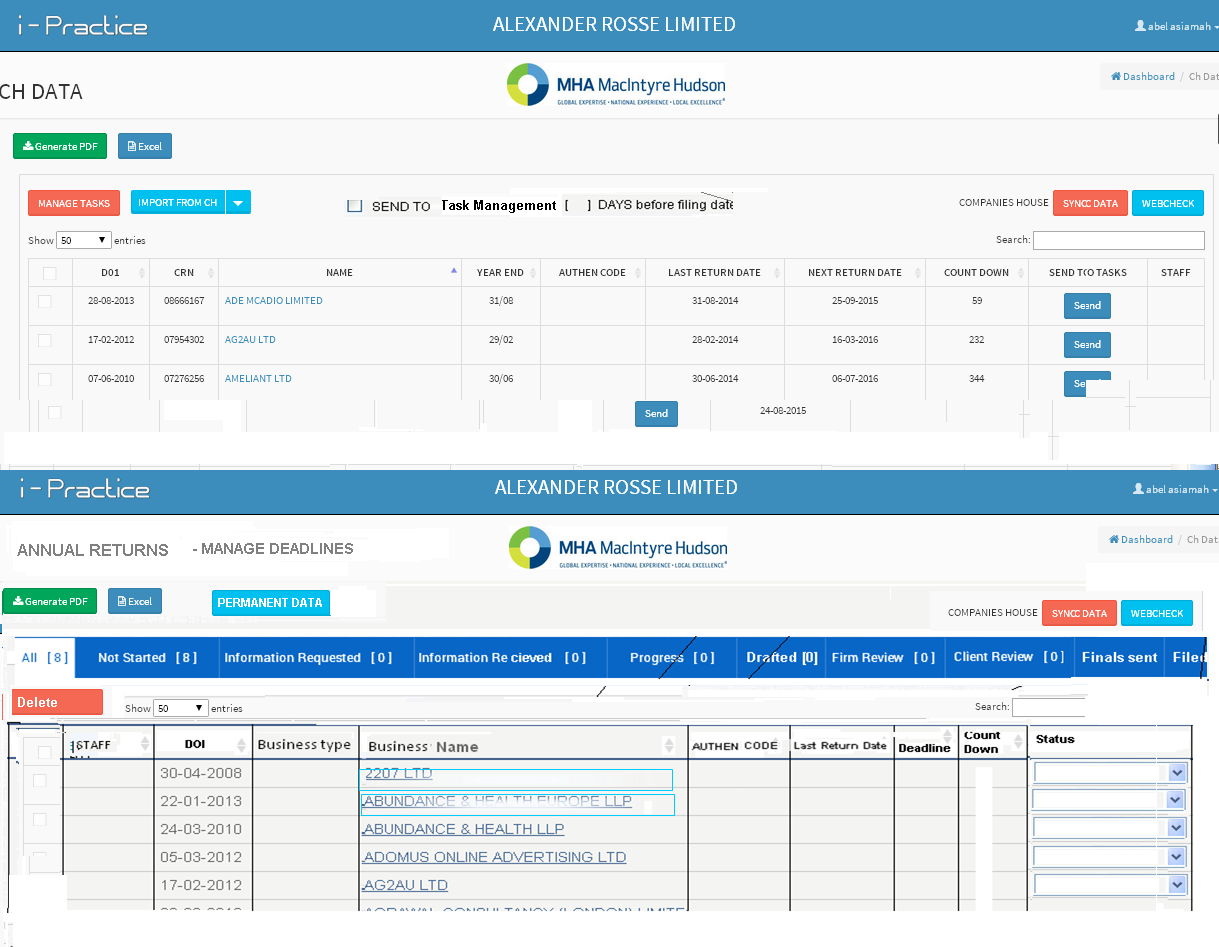 i-Practice ALEXANDER ROSSE LIMITED abel asiamah
CH DATA MHA MacIntyre Hudson Dashboard / Ch Dat
GLOBAL EXPERTISE • NATIONAL EXPERIENCE • LOCAL EXCELLENCE®
Generate PDF Excel
MANAGE TASKS IMPORT FROM CH SEND TO Task Management [ ] DAYS before filing date COMPANIES HOUSE SYNCC DATA WEBCHECK
Show 50 entries Search:
D01 CRN NAME YEAR END AUTHEN CODE LAST RETURN DATE NEXT RETURN DATE COUNT DOWN SEND TXO TASKS STAFF
28-08-2013 08666167 ADE MCADIO LIMITED 31/08 31-08-2014 25-09-2015 59 Send
17-02-2012 07954302 AG2AU LTD 29/02 28-02-2014 16-03-2016 232 Send
07-06-2010 07276256 AMELIANT LTD 30/06 30-06-2014 06-07-2016 344
Send 24-08-2015
i-Practice ALEXANDER ROSSE LIMITED abel asiamah
ANNUAL RETURNS - MANAGE DEADLINES MHA MacIntyre Hudson Dashboard / Ch Dat
GLOBAL EXPERTISE • NATIONAL EXPERIENCE • LOCAL EXCELLENCE®
Generate PDF Excel PERMANENT DATA COMPANIES HOUSE SYNCC DATA WEBCHECK
All [ 8 ] Not Started [ 8 ] Information Requested [ 0 ] Information Re cieved [ 0 ] Progress [ 0 ] Drafted [0] Firm Review [ 0 ] Client Review [ 0 ] Finals sent Filed
Delete Show 50 entries Search:
STAFF DOI Business type Business Name AUTHEN CODE Last Return Date Deadline Count Down Status
30-04-2008 2207 LTD
22-01-2013 ABUNDANCE & HEALTH EUROPE LLP
24-03-2010 ABUNDANCE & HEALTH LLP
05-03-2012 ADOMUS ONLINE ADVERTISING LTD
17-02-2012 AG2AU LTD
AGRAWAL CONSULTANCY (LONDON) LIMITE